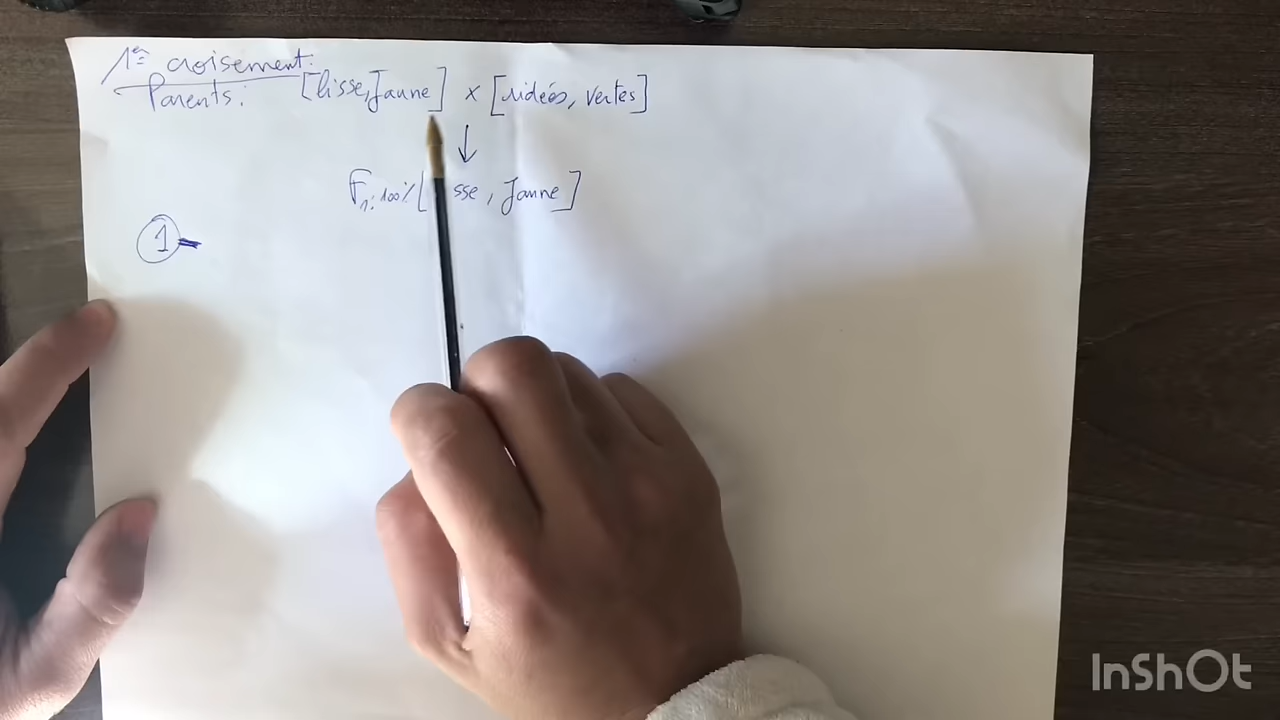 1er croisement:
Parents: [lisse, Jaune] x [ridées, vertes]
↓
F1: 100% [sse, Jaune]
1-
InShOt